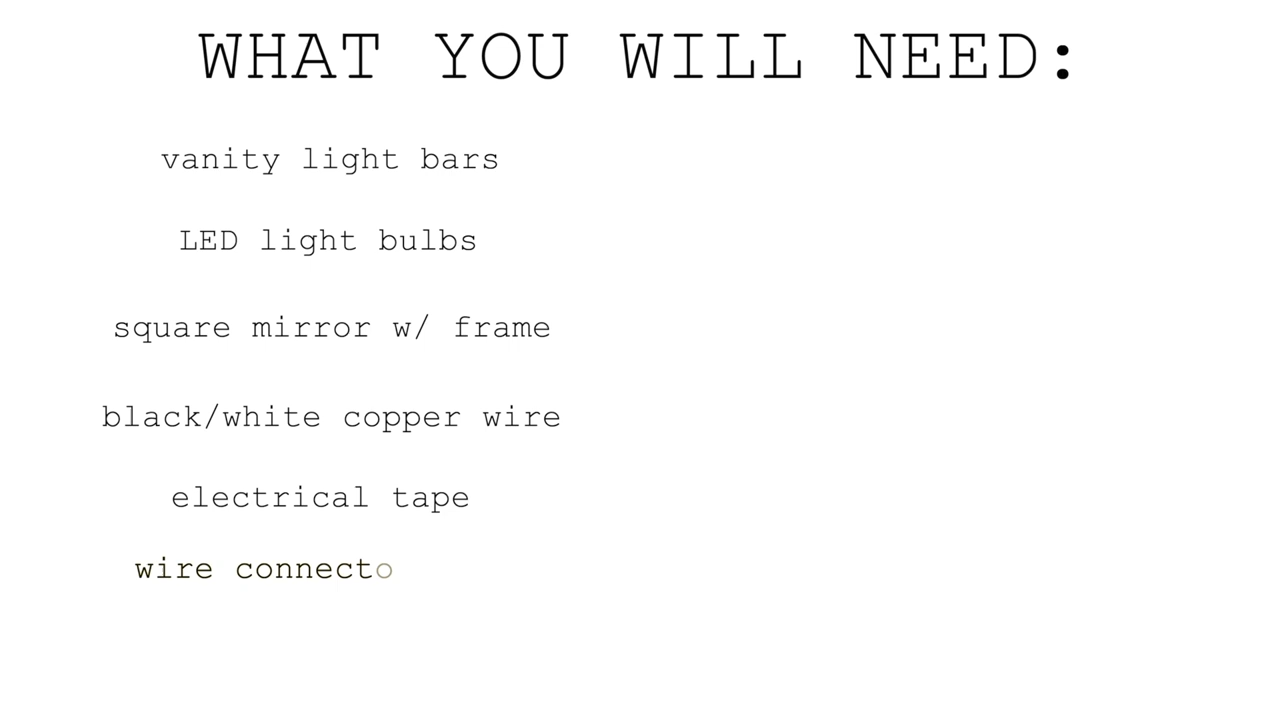 WHAT YOU WILL NEED:
vanity light bars
LED light bulbs
square mirror w/ frame
black/white copper wire
electrical tape
wire connecto